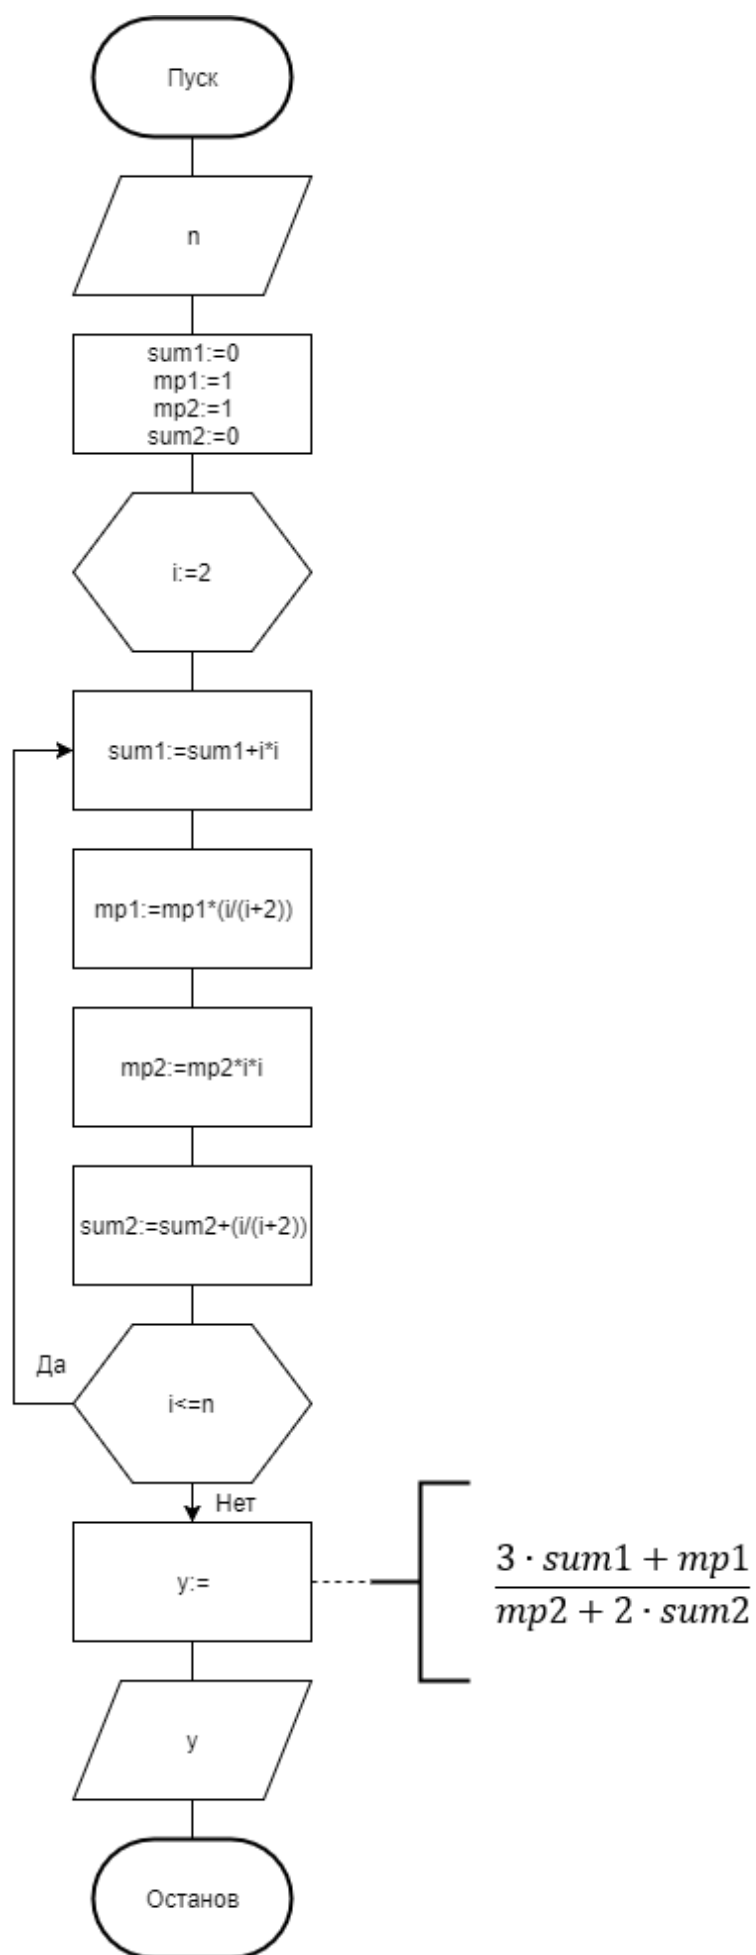 Пуск
n
sum1:=0
mp1:=1
mp2:=1
sum2:=0
i:=2
sum1:=sum1+i*i
mp1:=mp1*(i/(i+2))
mp2:=mp2*i*i
sum2:=sum2+(i/(i+2))
Да
i<=n
Нет
y:=
3 · sum1 + mp1
mp2 + 2 · sum2
y
Останов